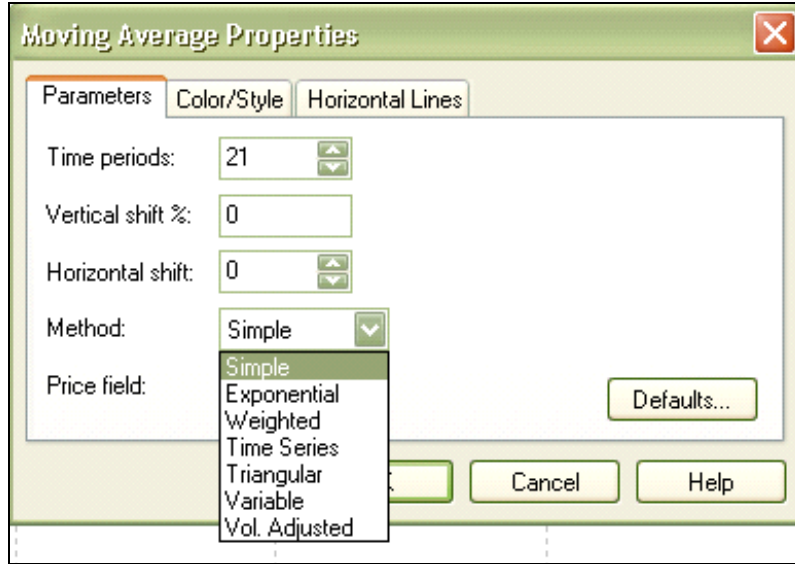 Moving Average Properties
Parameters Color/Style Horizontal Lines
Time periods: 21
Vertical shift %: 0
Horizontal shift: 0
Method: Simple
Simple
Price field:
Exponential
Defaults...
Weighted
Time Series
Triangular
Cancel Help
Variable
Vol. Adjusted